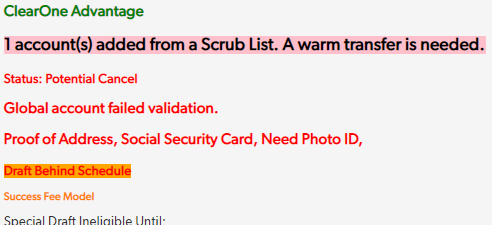 ClearOne Advantage
1 account(s) added from a Scrub List. A warm transfer is needed.
Status: Potential Cancel
Global account failed validation.
Proof of Address, Social Security Card, Need Photo ID,
Draft Behind Schedule
Success Fee Model
Special Draft Ineligible Until: